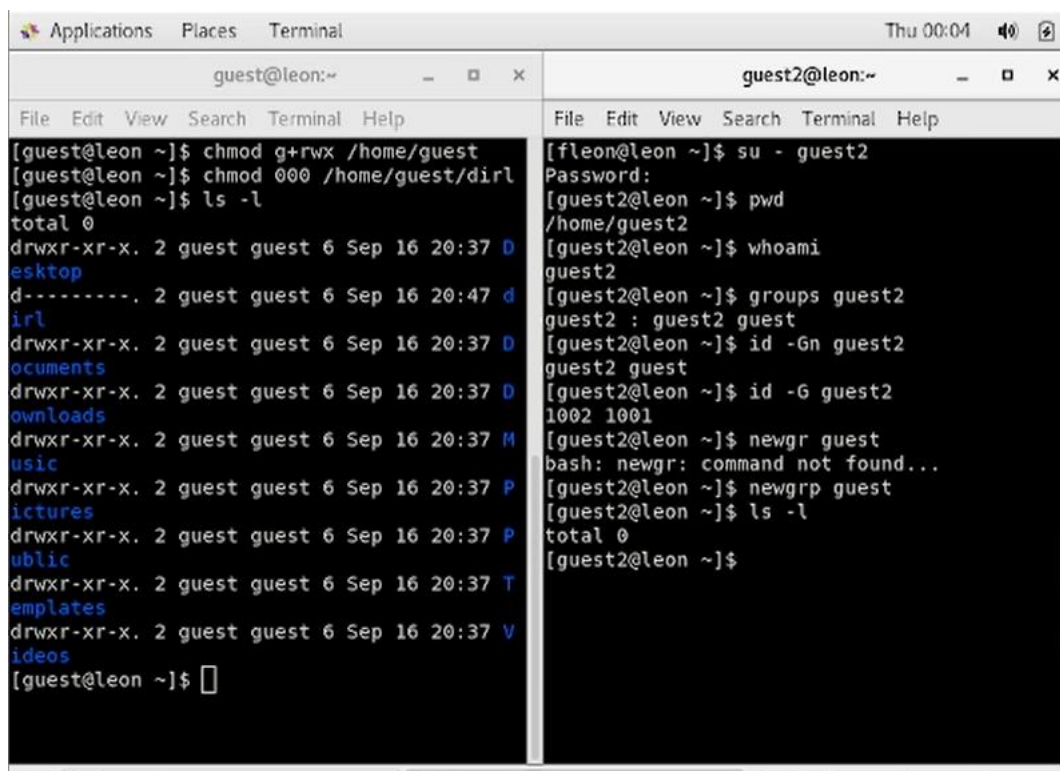 Applications Places Terminal Thu 00:04
guest@leon:~
File Edit View Search Terminal Help
[guest@leon ~]$ chmod g+rwx /home/guest
[guest@leon ~]$ chmod 000 /home/guest/dirl
[guest@leon ~]$ ls -l
total 0
drwxr-xr-x. 2 guest guest 6 Sep 16 20:37 D
esktop
d---------. 2 guest guest 6 Sep 16 20:47 d
irl
drwxr-xr-x. 2 guest guest 6 Sep 16 20:37 D
ocuments
drwxr-xr-x. 2 guest guest 6 Sep 16 20:37 D
ownloads
drwxr-xr-x. 2 guest guest 6 Sep 16 20:37 M
usic
drwxr-xr-x. 2 guest guest 6 Sep 16 20:37 P
ictures
drwxr-xr-x. 2 guest guest 6 Sep 16 20:37 P
ublic
drwxr-xr-x. 2 guest guest 6 Sep 16 20:37 T
emplates
drwxr-xr-x. 2 guest guest 6 Sep 16 20:37 V
ideos
[guest@leon ~]$
guest2@leon:~
File Edit View Search Terminal Help
[fleon@leon ~]$ su - guest2
Password:
[guest2@leon ~]$ pwd
/home/guest2
[guest2@leon ~]$ whoami
guest2
[guest2@leon ~]$ groups guest2
guest2 : guest2 guest
[guest2@leon ~]$ id -Gn guest2
guest2 guest
[guest2@leon ~]$ id -G guest2
1002 1001
[guest2@leon ~]$ newgr guest
bash: newgr: command not found...
[guest2@leon ~]$ newgrp guest
[guest2@leon ~]$ ls -l
total 0
[guest2@leon ~]$